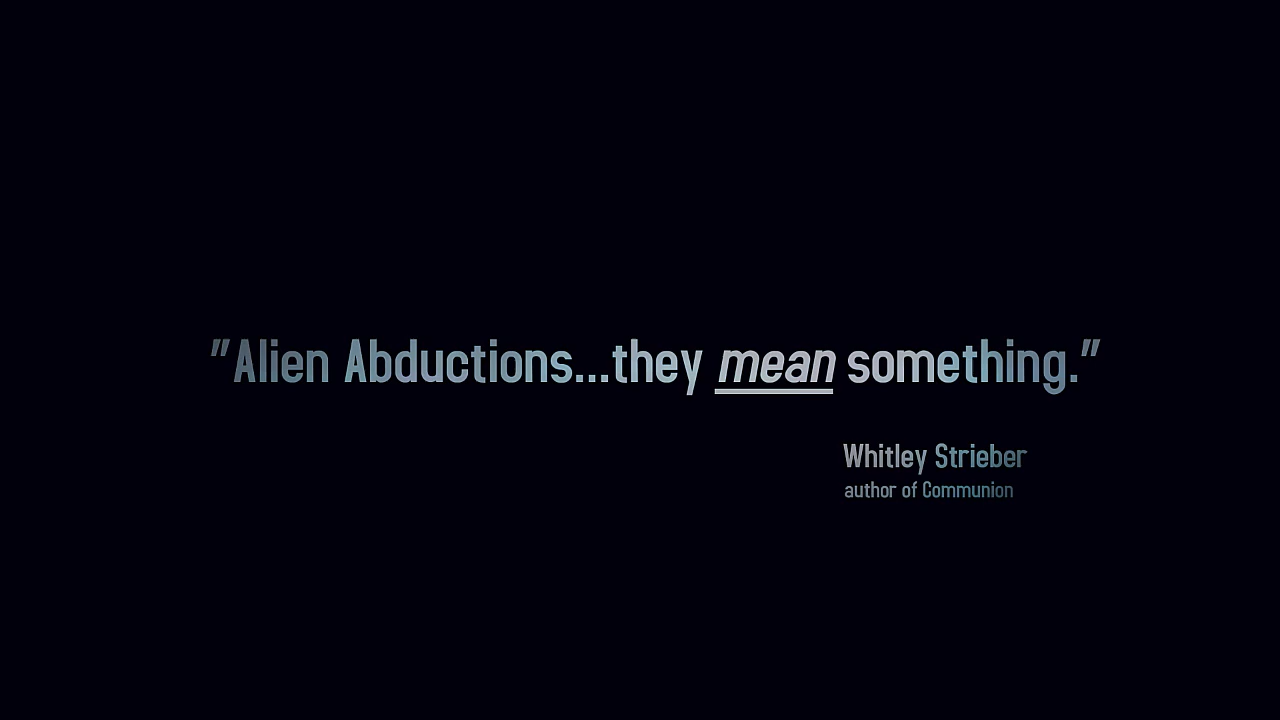 "Alien Abductions...they mean something."
Whitley Strieber
author of Communion